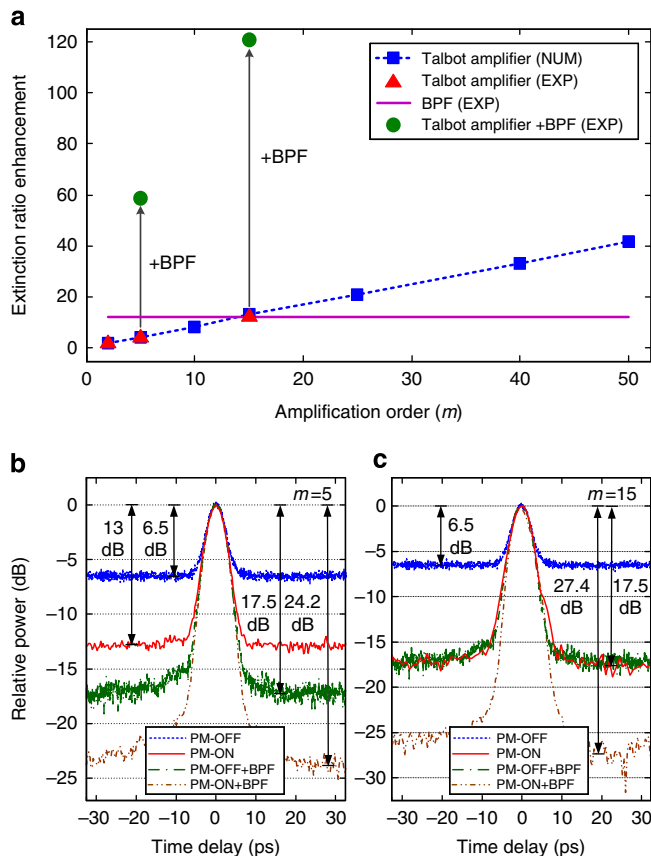 a
Extinction ratio enhancement
120
100
80
60
40
20
0
+BPF
+BPF
Talbot amplifier (NUM)
Talbot amplifier (EXP)
BPF (EXP)
Talbot amplifier +BPF (EXP)
0 10 20 30 40 50
Amplification order (m)
b
Relative power (dB)
0
−5
−10
−15
−20
−25
m=5
13 dB
6.5 dB
17.5 dB
24.2 dB
PM-OFF
PM-ON
PM-OFF+BPF
PM-ON+BPF
−30 −20 −10 0 10 20 30
Time delay (ps)
c
0
−5
−10
−15
−20
−25
−30
m=15
6.5 dB
27.4 dB
17.5 dB
PM-OFF
PM-ON
PM-OFF+BPF
PM-ON+BPF
−30 −20 −10 0 10 20 30
Time delay (ps)